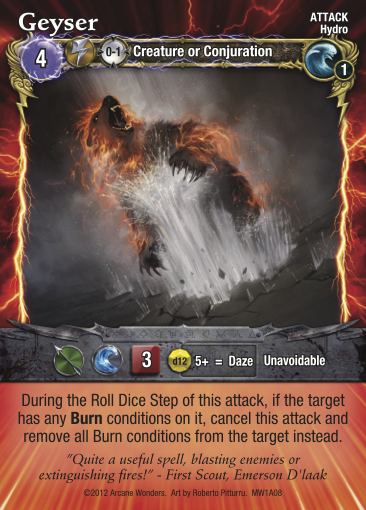 Geyser
ATTACK
Hydro
4
0-1
Creature or Conjuration
1
3
d12
5+ = Daze
Unavoidable
During the Roll Dice Step of this attack, if the target
has any Burn conditions on it, cancel this attack and
remove all Burn conditions from the target instead.
"Quite a useful spell, blasting enemies or
extinguishing fires!" - First Scout, Emerson D'laak
©2012 Arcane Wonders. Art by Roberto Pitturru. MW1A08